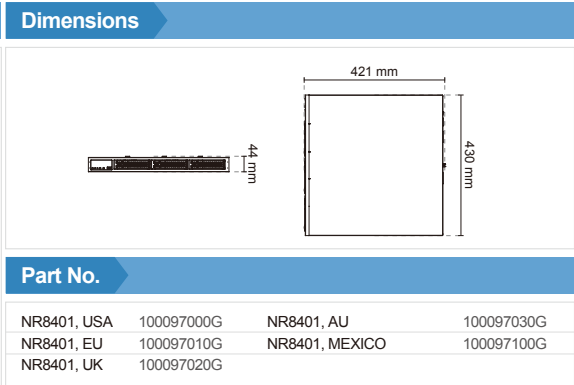 Dimensions
421 mm
44 mm
430 mm
Part No.
NR8401, USA 100097000G NR8401, AU 100097030G
NR8401, EU 100097010G NR8401, MEXICO 100097100G
NR8401, UK 100097020G